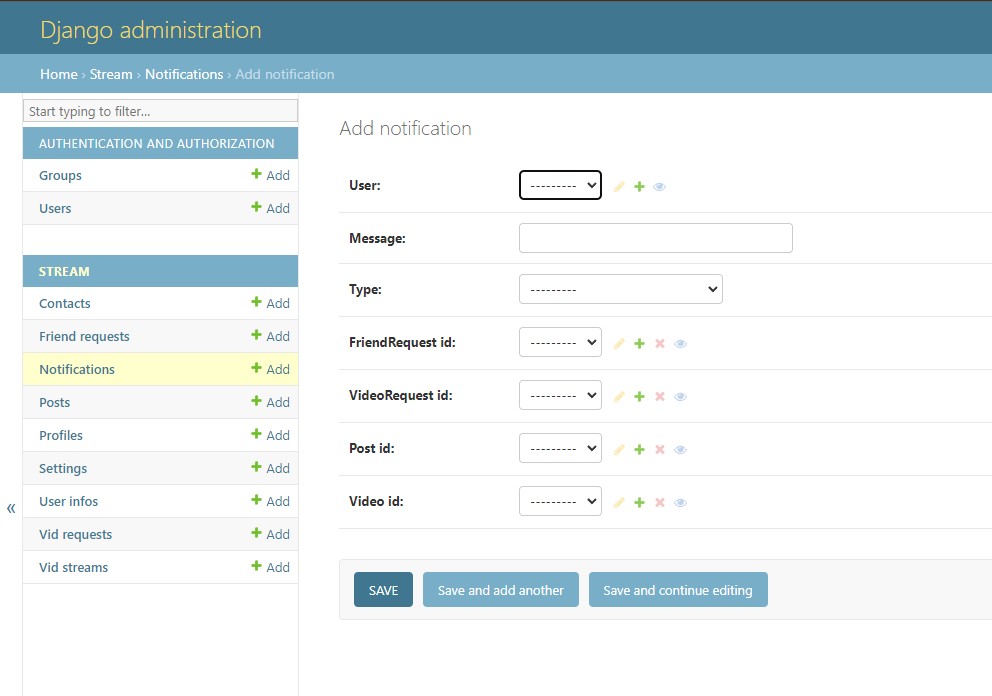 Django administration
Home › Stream › Notifications › Add notification
Start typing to filter...
AUTHENTICATION AND AUTHORIZATION
Groups + Add
Users + Add
STREAM
Contacts + Add
Friend requests + Add
Notifications + Add
Posts + Add
Profiles + Add
Settings + Add
User infos + Add
Vid requests + Add
Vid streams + Add
«
Add notification
User: ---------
Message:
Type: ---------
FriendRequest id: ---------
VideoRequest id: ---------
Post id: ---------
Video id: ---------
SAVE Save and add another Save and continue editing